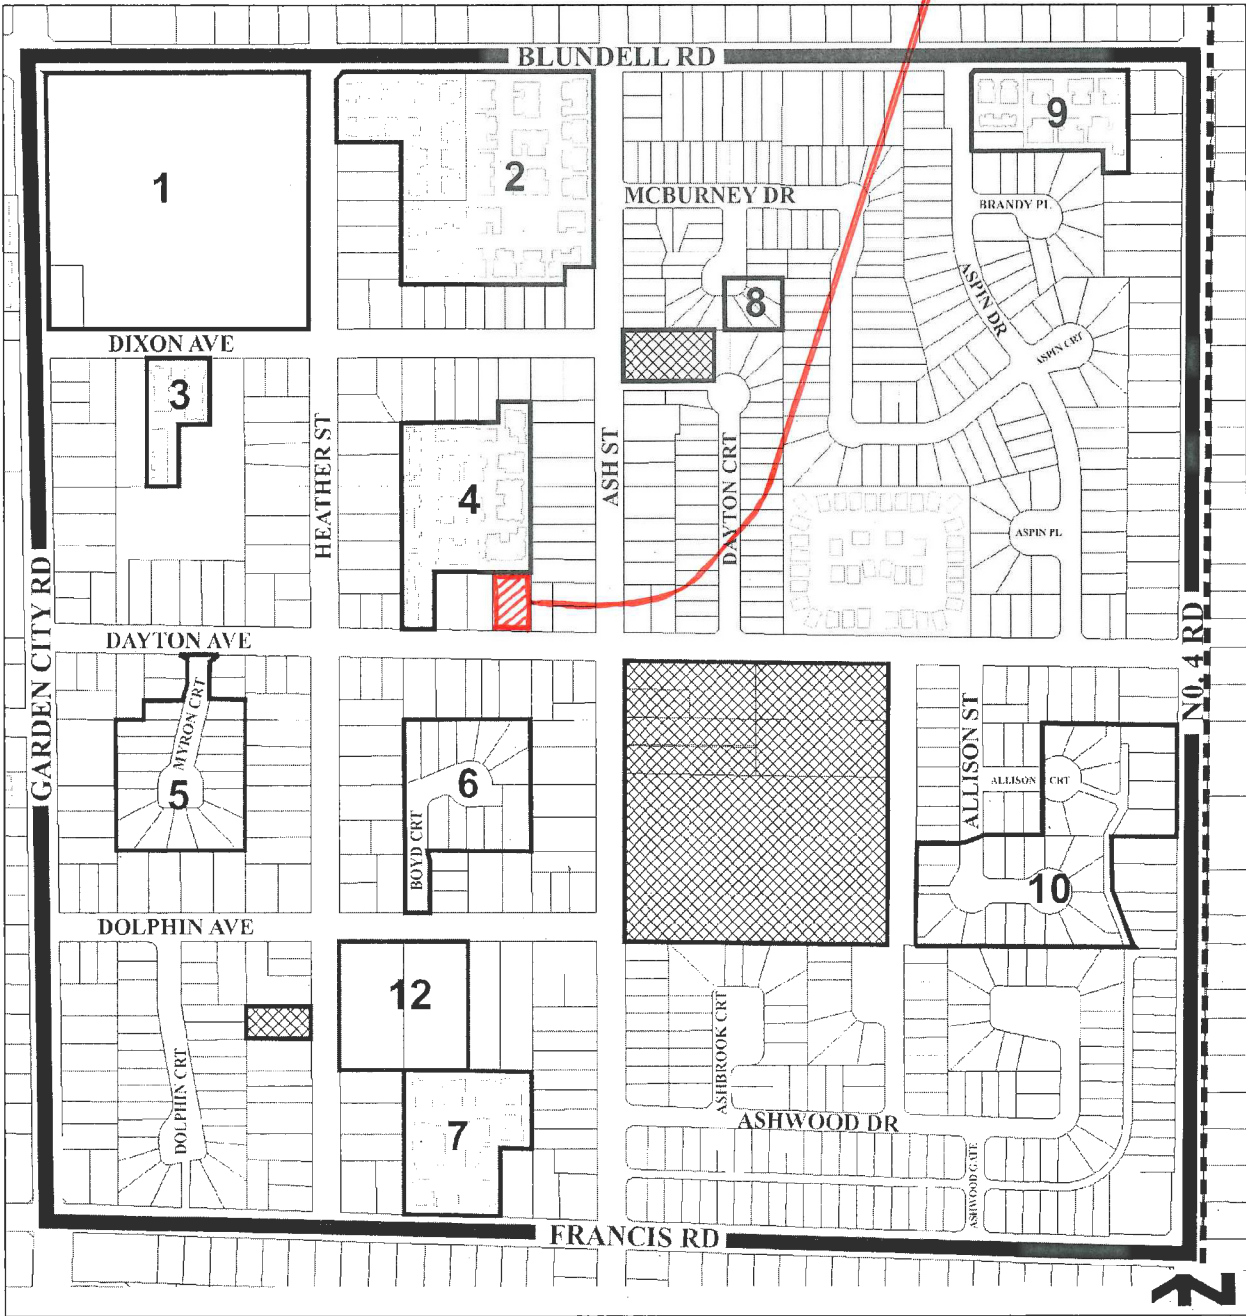 BLUNDELL RD
1
2
9
MCBURNEY DR
BRANDY PL
ASPIN DR
8
DIXON AVE
ASPIN CRT
3
HEATHER ST
ASH ST
DAYTON CRT
4
ASPIN PL
GARDEN CITY RD
DAYTON AVE
NO. 4 RD
MYRON CRT
ALLISON ST
5
6
ALLISON CRT
BOYD CRT
10
DOLPHIN AVE
12
ASHBROOK CRT
DOLPHIN CRT
7
ASHWOOD DR
ASHWOOD GATE
FRANCIS RD
N